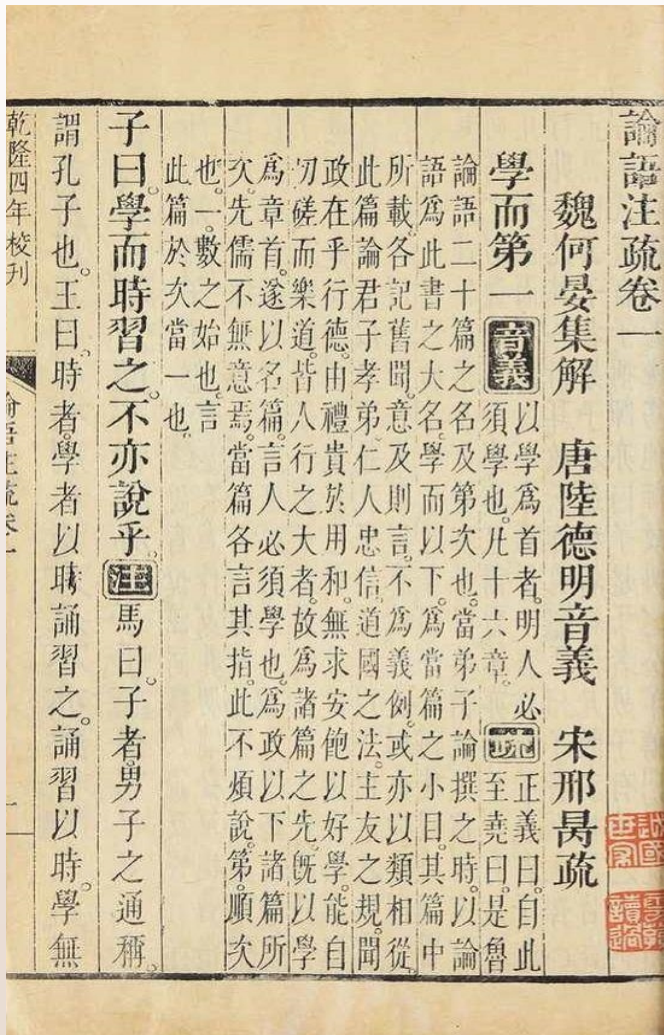 論語注疏卷一
魏何晏集解 唐陸德明音義 宋邢昺疏
學而第一 音義 以學爲首者。明人必
須學也。凡十六章。 疏 正義曰。自此
至堯曰。是魯
論語二十篇之名及第次也。當弟子論撰之時。以論
語爲此書之大名。學而以下。爲當篇之小目。其篇中
所載。各記舊聞。意及則言。不爲義例。或亦以類相從。
此篇論君子孝弟。仁人忠信。道國之法。主友之規。聞
政在乎行德。由禮貴於用和。無求安飽以好學。能自
切磋而樂道。皆人行之大者。故爲諸篇之先。旣以學
爲章首。遂以名篇。言人必須學也。爲政以下諸篇所
次。先儒不無意焉。當篇各言其指。此不煩說。第。順次
也。一。數之始也。言
此篇於次當一也。
子曰。學而時習之。不亦說乎。 注 馬曰。子者。男子之通稱。
謂孔子也。王曰。時者。學者以時誦習之。誦習以時。學無
乾隆四年校刊 論語注疏卷一 一